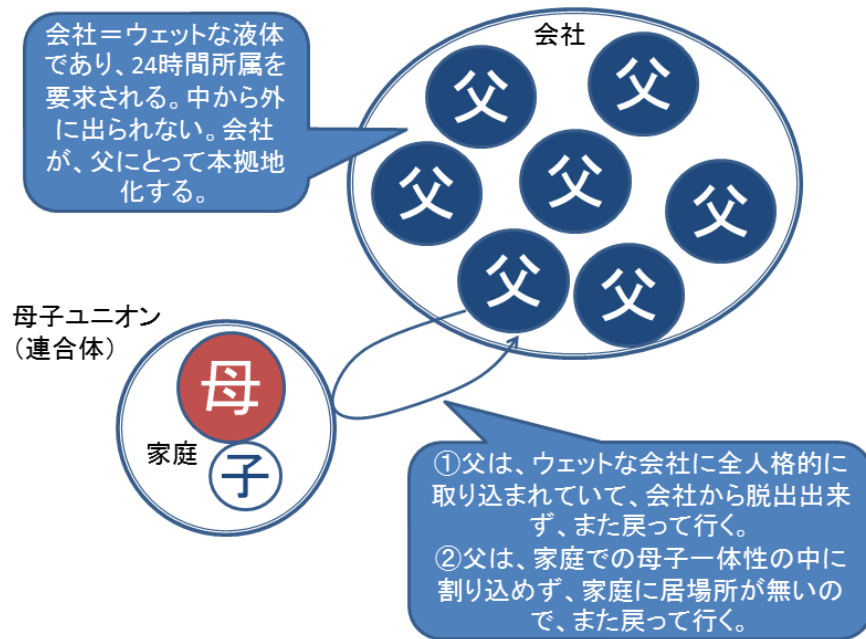 会社＝ウェットな液体
であり、24時間所属を
要求される。中から外
に出られない。会社
が、父にとって本拠地
化する。
会社
父
父
父
父
父
父
父
母子ユニオン
（連合体）
母
家庭
子
①父は、ウェットな会社に全人格的に
取り込まれていて、会社から脱出出来
ず、また戻って行く。
②父は、家庭での母子一体性の中に
割り込めず、家庭に居場所が無いの
で、また戻って行く。